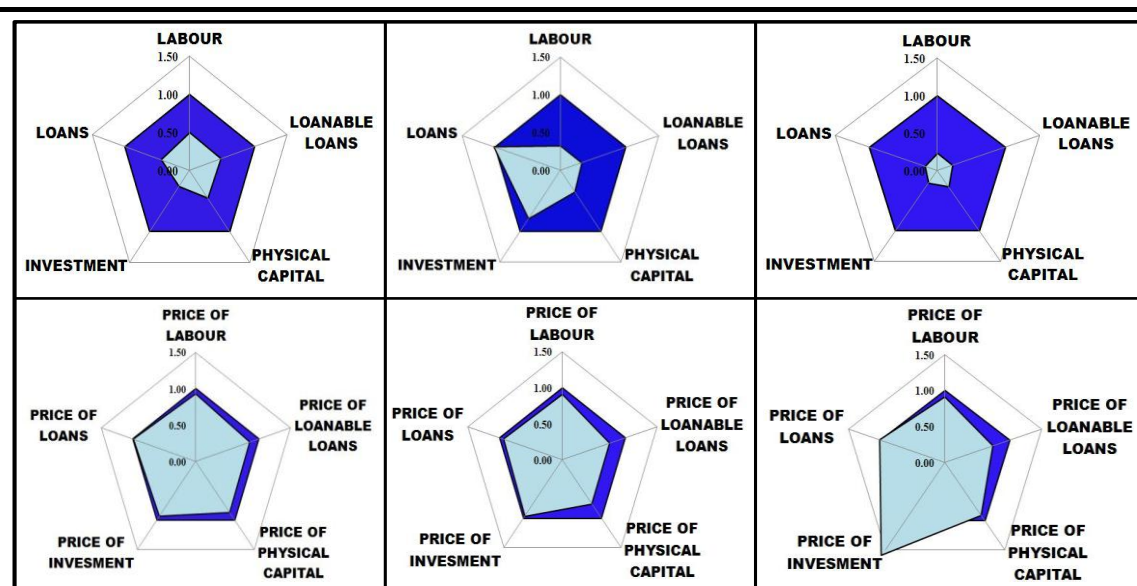 LABOUR
1.50
1.00
0.50
0.00
LOANS
LOANABLE
LOANS
INVESTMENT
PHYSICAL
CAPITAL
LABOUR
1.50
1.00
0.50
0.00
LOANS
LOANABLE
LOANS
INVESTMENT
PHYSICAL
CAPITAL
LABOUR
1.50
1.00
0.50
0.00
LOANS
LOANABLE
LOANS
INVESTMENT
PHYSICAL
CAPITAL
PRICE OF
LABOUR
1.50
1.00
0.50
0.00
PRICE OF
LOANS
PRICE OF
LOANABLE
LOANS
PRICE OF
INVESMENT
PRICE OF
PHYSICAL
CAPITAL
PRICE OF
LABOUR
1.50
1.00
0.50
0.00
PRICE OF
LOANS
PRICE OF
LOANABLE
LOANS
PRICE OF
INVESMENT
PRICE OF
PHYSICAL
CAPITAL
PRICE OF
LABOUR
1.50
1.00
0.50
0.00
PRICE OF
LOANS
PRICE OF
LOANABLE
LOANS
PRICE OF
INVESMENT
PRICE OF
PHYSICAL
CAPITAL